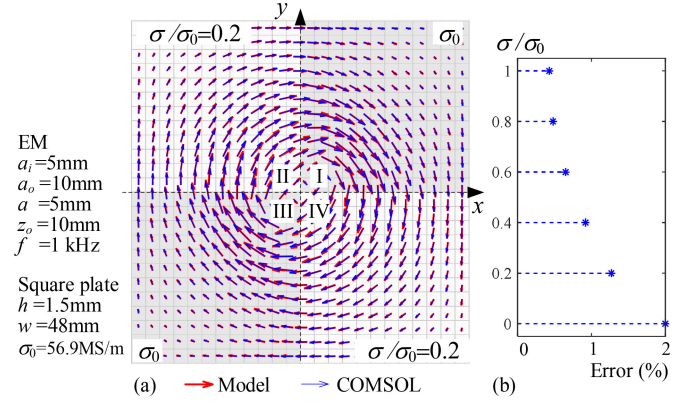 y
σ/σ₀=0.2
σ₀
EM
aᵢ=5mm
aₒ=10mm
a=5mm
zₒ=10mm
f=1 kHz
Square plate
h=1.5mm
w=48mm
σ₀=56.9MS/m
II I
III IV
x
σ₀
σ/σ₀=0.2
(a) Model COMSOL
σ/σ₀
1
0.8
0.6
0.4
0.2
0
0 1 2
(b) Error (%)